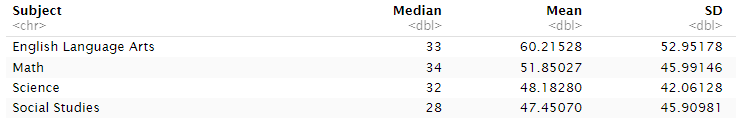 Subject Median Mean SD
<chr> <dbl> <dbl> <dbl>
English Language Arts 33 60.21528 52.95178
Math 34 51.85027 45.99146
Science 32 48.18280 42.06128
Social Studies 28 47.45070 45.90981